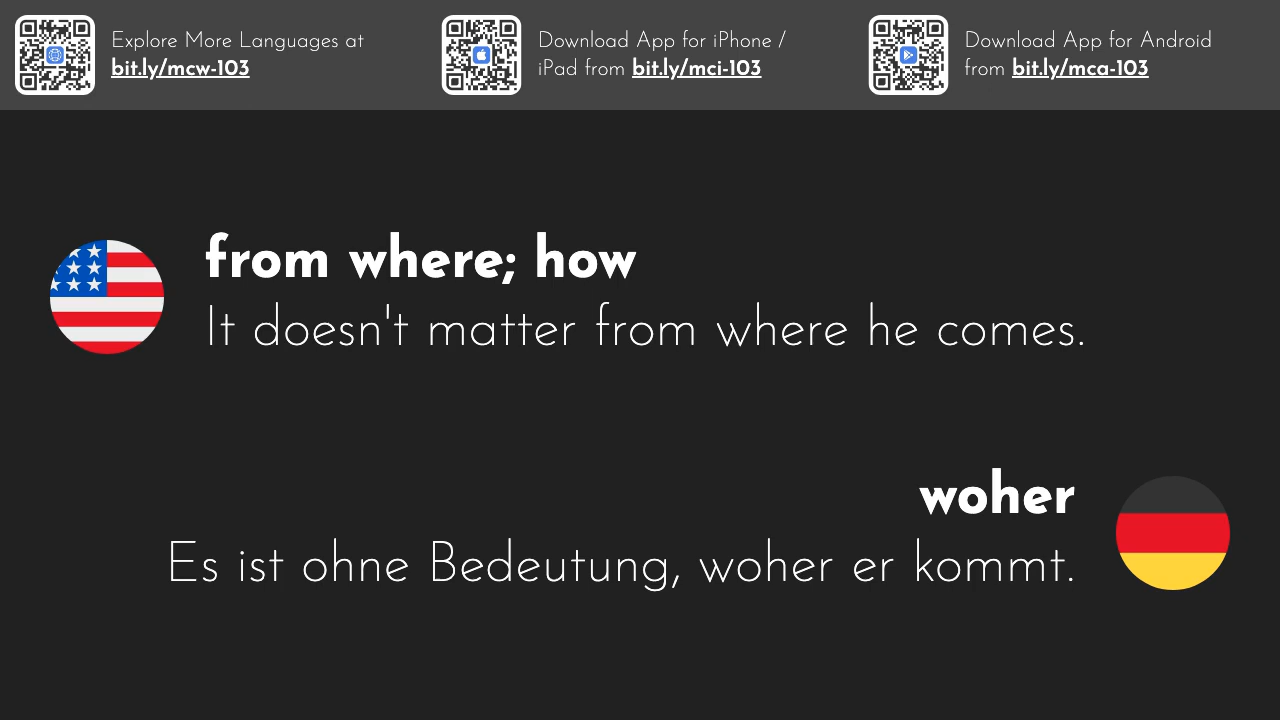 Explore More Languages at
bit.ly/mcw-103
Download App for iPhone /
iPad from bit.ly/mci-103
Download App for Android
from bit.ly/mca-103
from where; how
It doesn't matter from where he comes.
woher
Es ist ohne Bedeutung, woher er kommt.